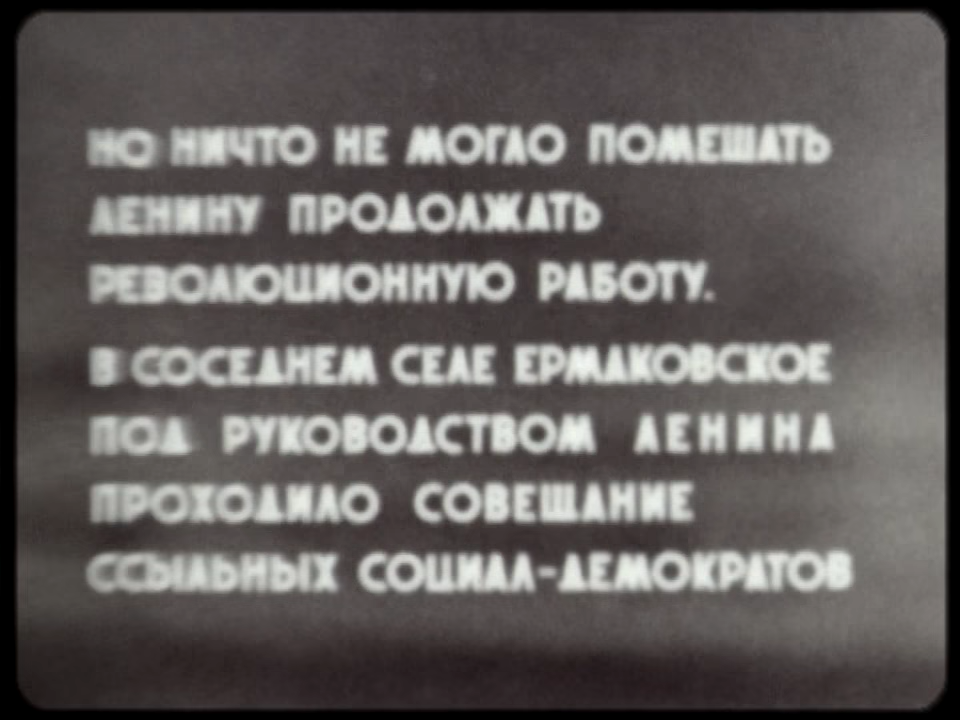 НО НИЧТО НЕ МОГЛО ПОМЕШАТЬ
ЛЕНИНУ ПРОДОЛЖАТЬ
РЕВОЛЮЦИОННУЮ РАБОТУ.
В СОСЕДНЕМ СЕЛЕ ЕРМАКОВСКОЕ
ПОД РУКОВОДСТВОМ ЛЕНИНА
ПРОХОДИЛО СОВЕЩАНИЕ
ССЫЛЬНЫХ СОЦИАЛ-ДЕМОКРАТОВ